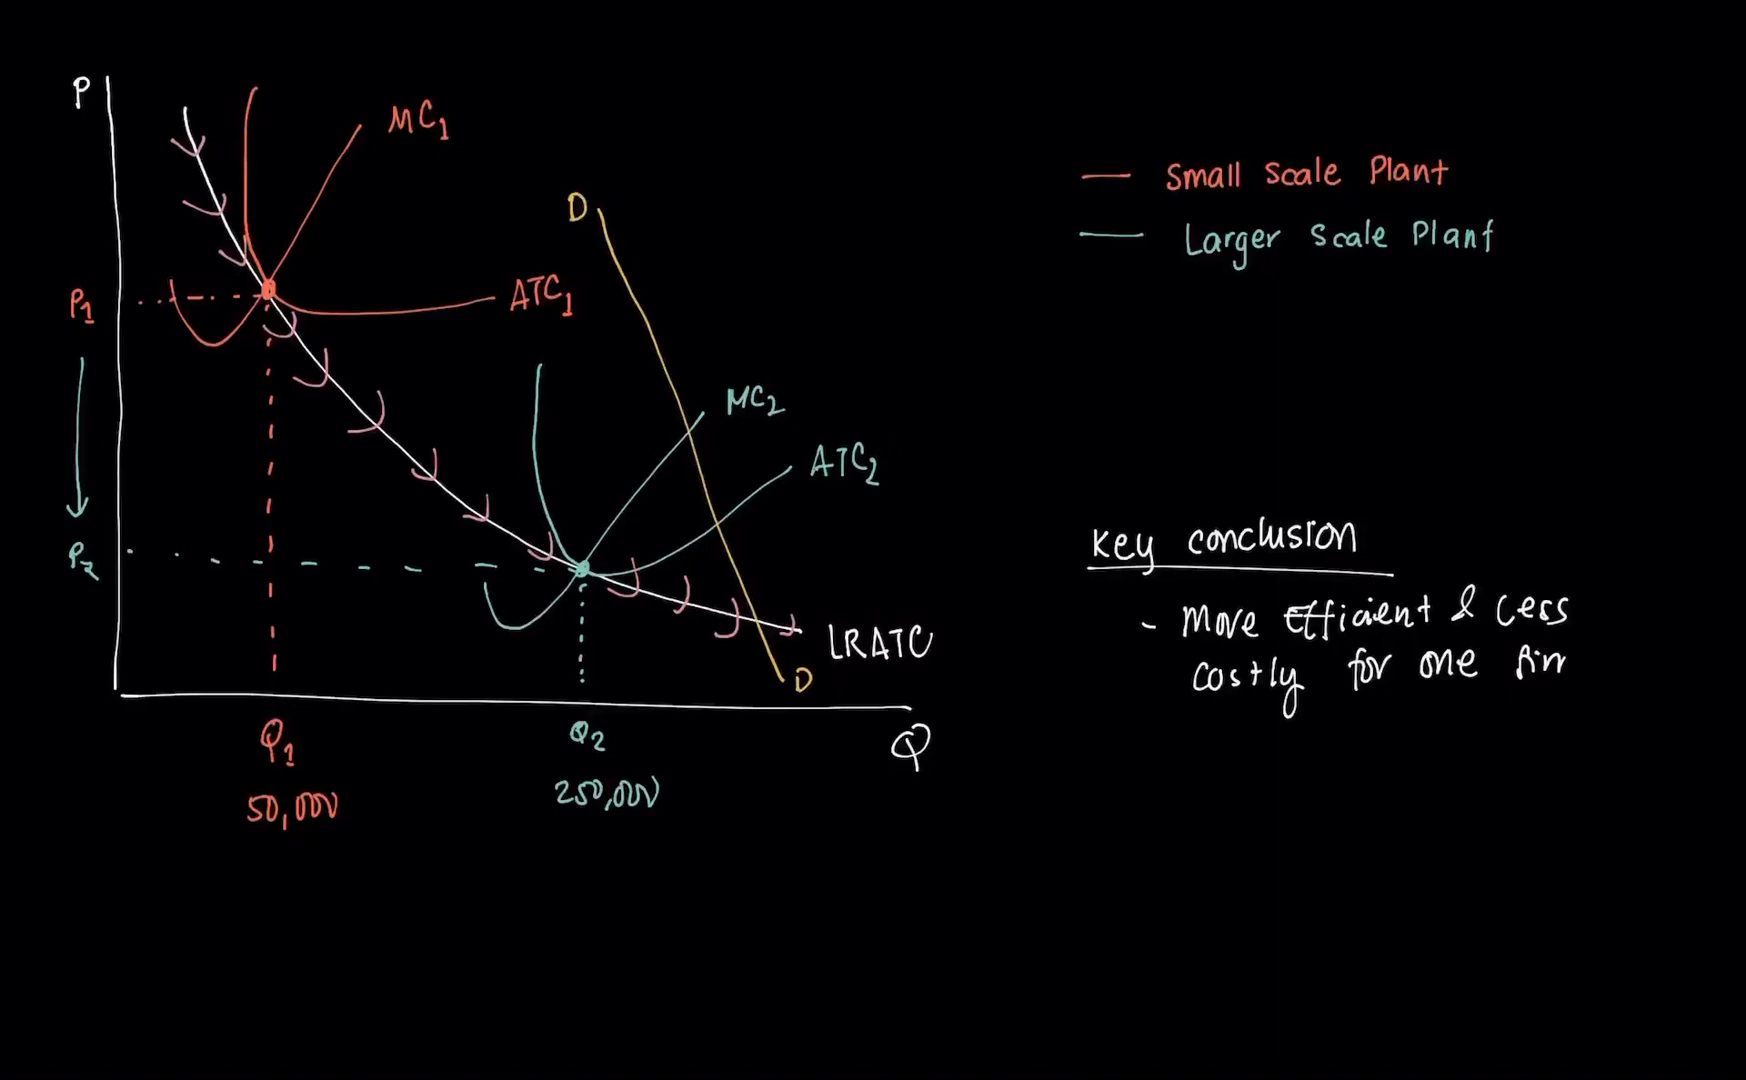 P
MC1
D
Small Scale Plant
Larger Scale Plant
P1
ATC1
MC2
ATC2
P2
Key conclusion
- More Efficient & Less
costly for one
LRATC
D
Q1
Q2
Q
50,000
250,000